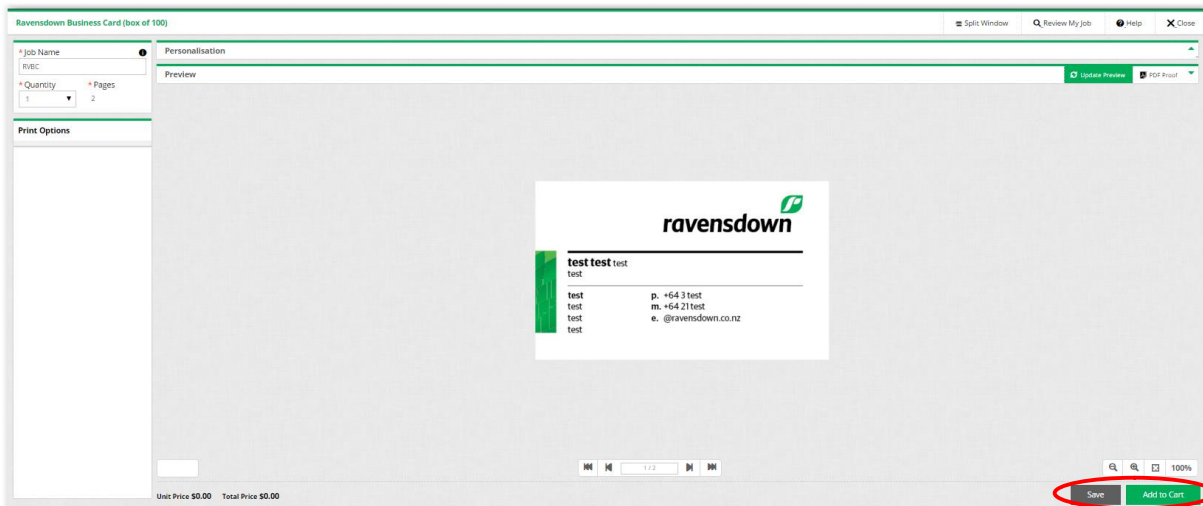 Ravensdown Business Card (box of 100)
Split Window
Review My Job
Help
Close
* Job Name
RVBC
* Quantity
* Pages
1
2
Print Options
Personalisation
Preview
Update Preview
PDF Proof
ravensdown
test test test
test
test
p. +64 3 test
test
m. +64 21 test
test
e. @ravensdown.co.nz
test
1 / 2
100%
Unit Price $0.00 Total Price $0.00
Save
Add to Cart